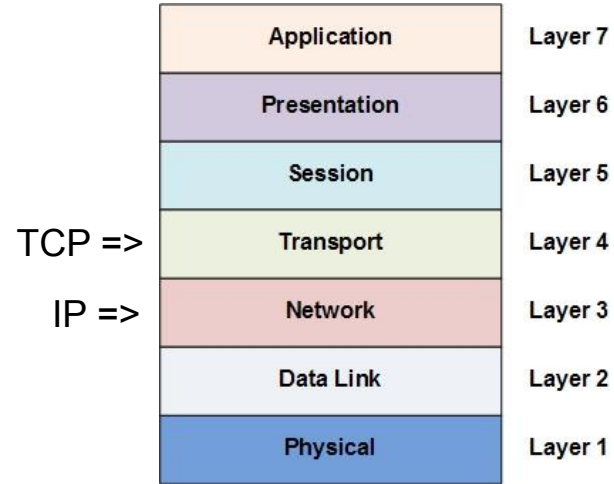 Application Layer 7
Presentation Layer 6
Session Layer 5
TCP => Transport Layer 4
IP => Network Layer 3
Data Link Layer 2
Physical Layer 1